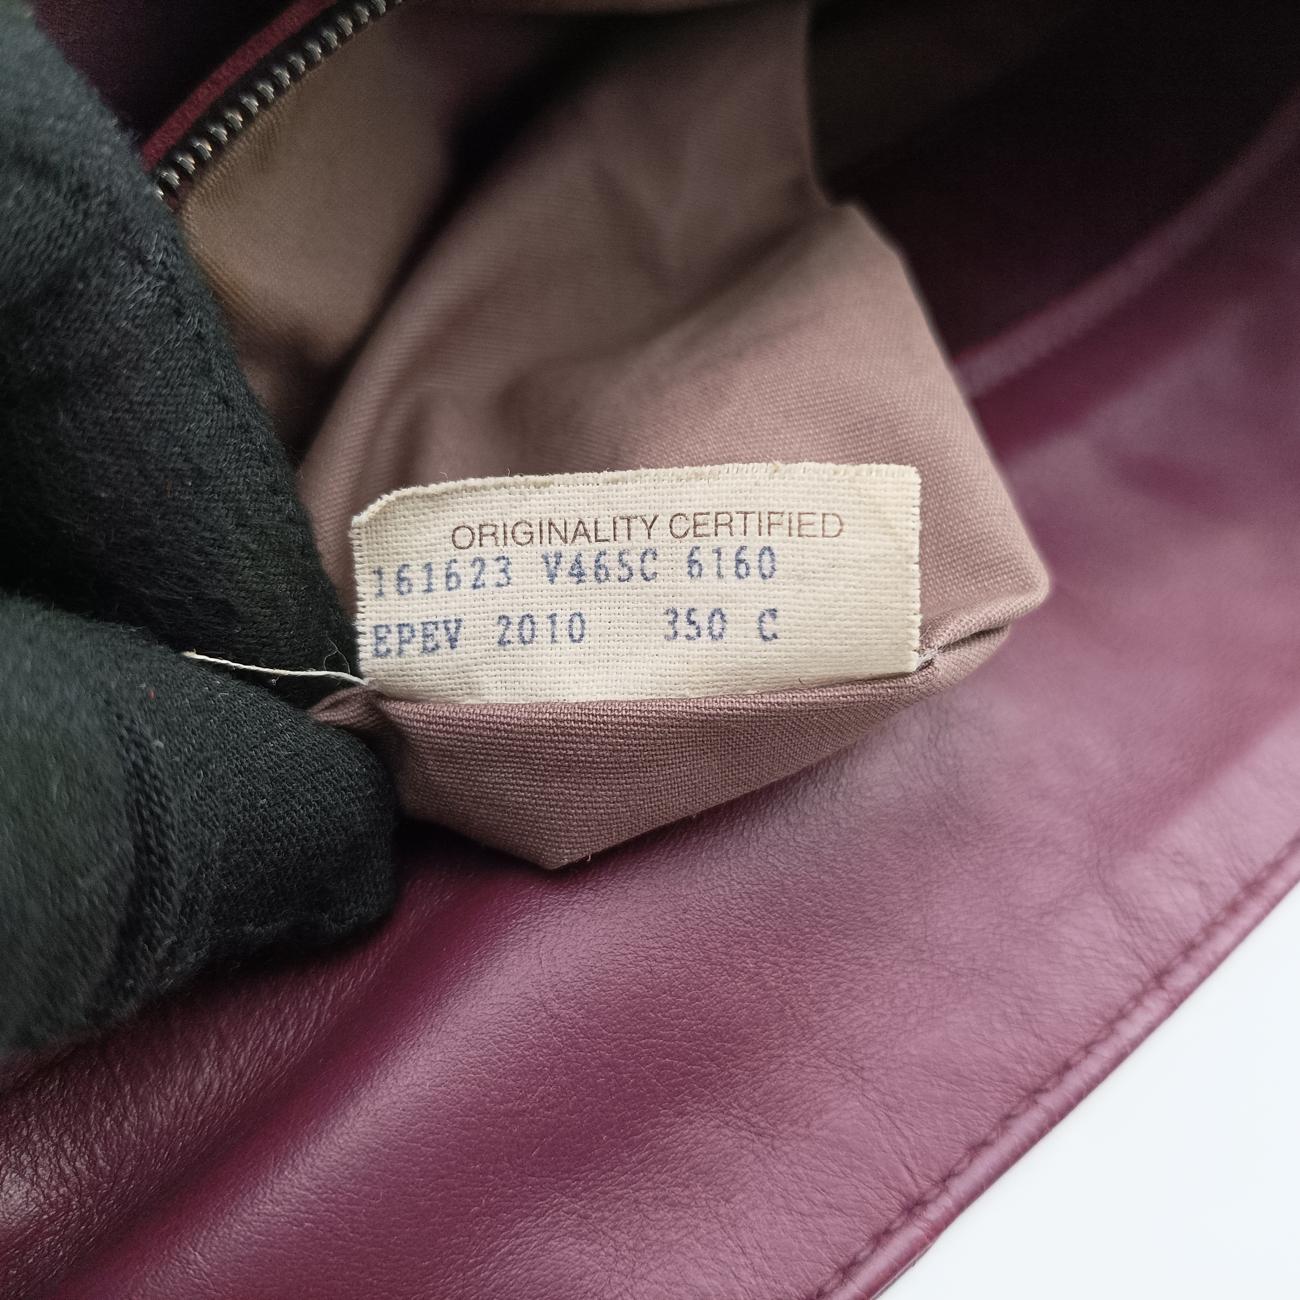 ORIGINALITY CERTIFIED
161623 V465C 6160
EPEV 2010 350 C